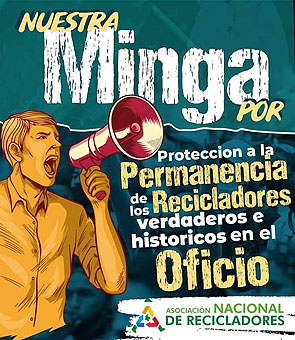 NUESTRA
Minga
POR
Proteccion a la
Permanencia
de los Recicladores
verdaderos e
historicos en el
Oficio
ASOCIACIÓN NACIONAL
DE RECICLADORES